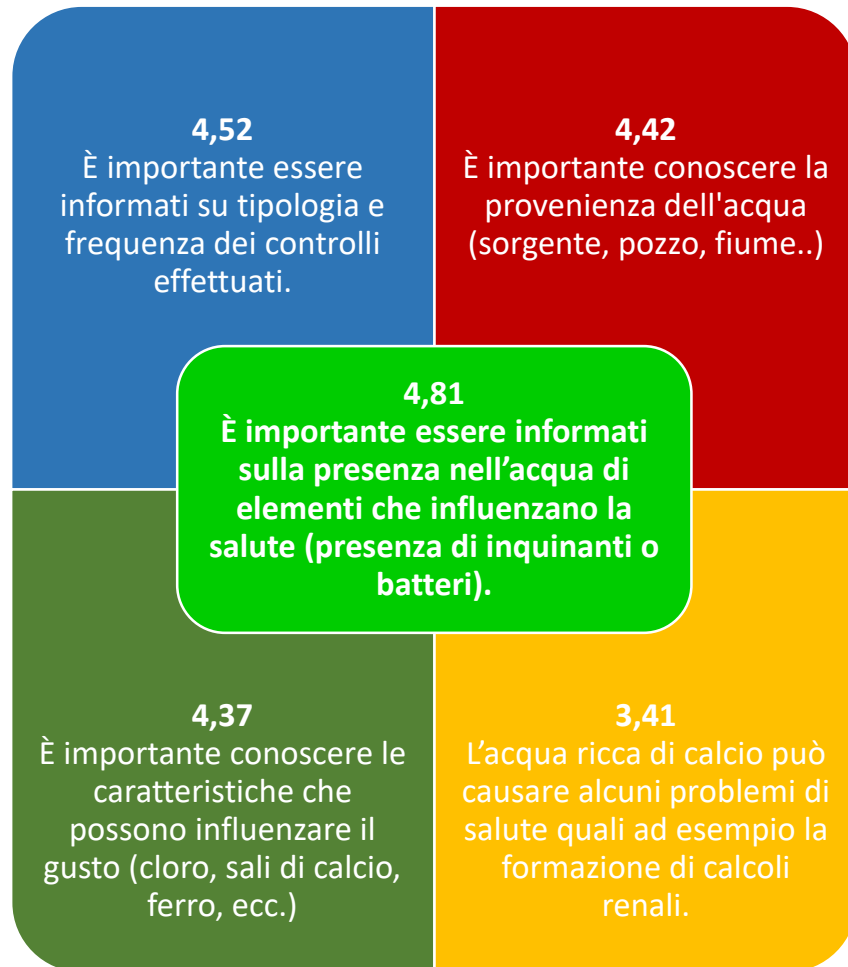 4,52
È importante essere
informati su tipologia e
frequenza dei controlli
effettuati.
4,42
È importante conoscere la
provenienza dell'acqua
(sorgente, pozzo, fiume..)
4,81
È importante essere informati
sulla presenza nell’acqua di
elementi che influenzano la
salute (presenza di inquinanti o
batteri).
4,37
È importante conoscere le
caratteristiche che
possono influenzare il
gusto (cloro, sali di calcio,
ferro, ecc.)
3,41
L’acqua ricca di calcio può
causare alcuni problemi di
salute quali ad esempio la
formazione di calcoli
renali.